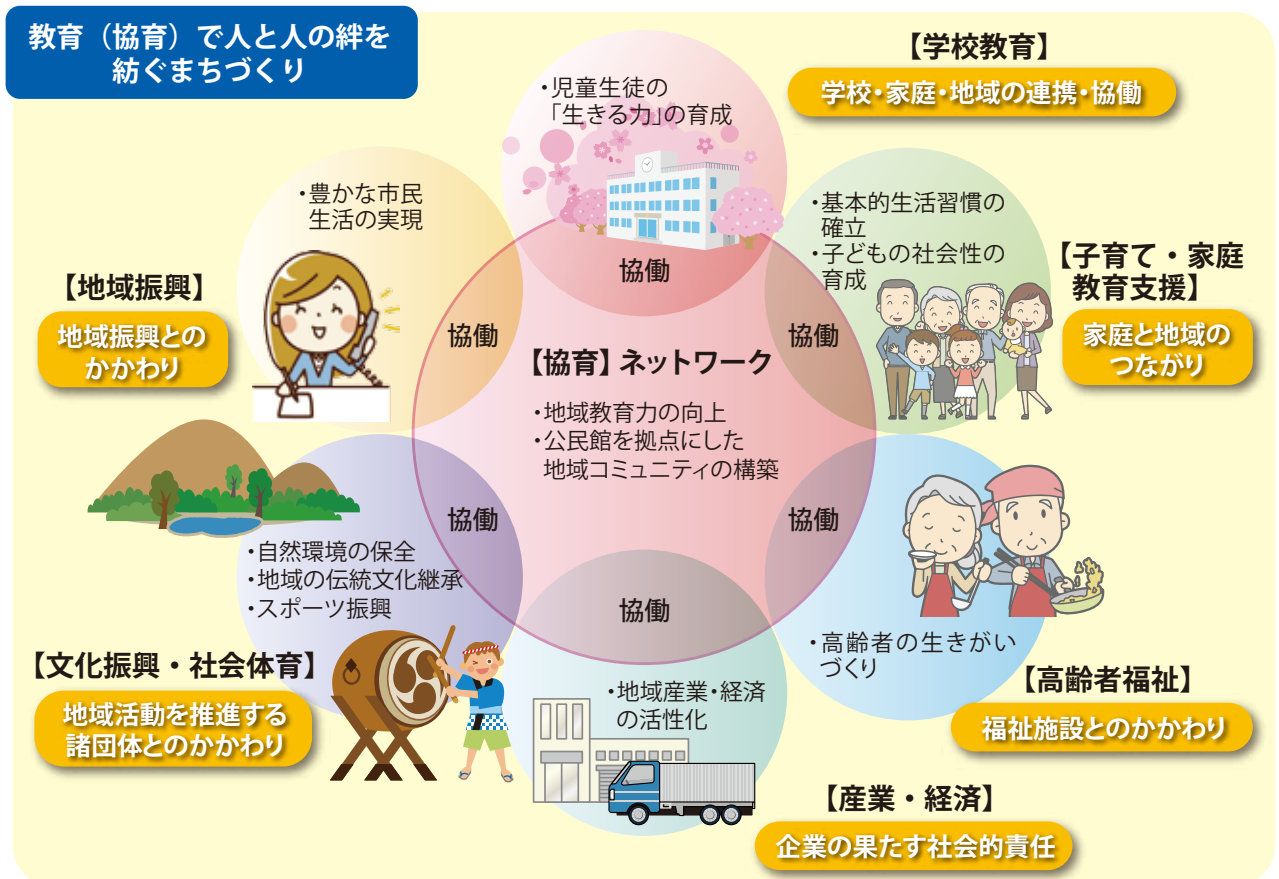 教育（協育）で人と人の絆を
紡ぐまちづくり
【学校教育】
学校・家庭・地域の連携・協働
・児童生徒の
「生きる力」の育成
協働
・基本的生活習慣の
確立
・子どもの社会性の
育成
協働
【子育て・家庭
教育支援】
家庭と地域の
つながり
・豊かな市民
生活の実現
協働
【地域振興】
地域振興との
かかわり
【協育】ネットワーク
・地域教育力の向上
・公民館を拠点にした
地域コミュニティの構築
協働
・自然環境の保全
・地域の伝統文化継承
・スポーツ振興
【文化振興・社会体育】
地域活動を推進する
諸団体とのかかわり
協働
・高齢者の生きがい
づくり
【高齢者福祉】
福祉施設とのかかわり
協働
・地域産業・経済
の活性化
【産業・経済】
企業の果たす社会的責任